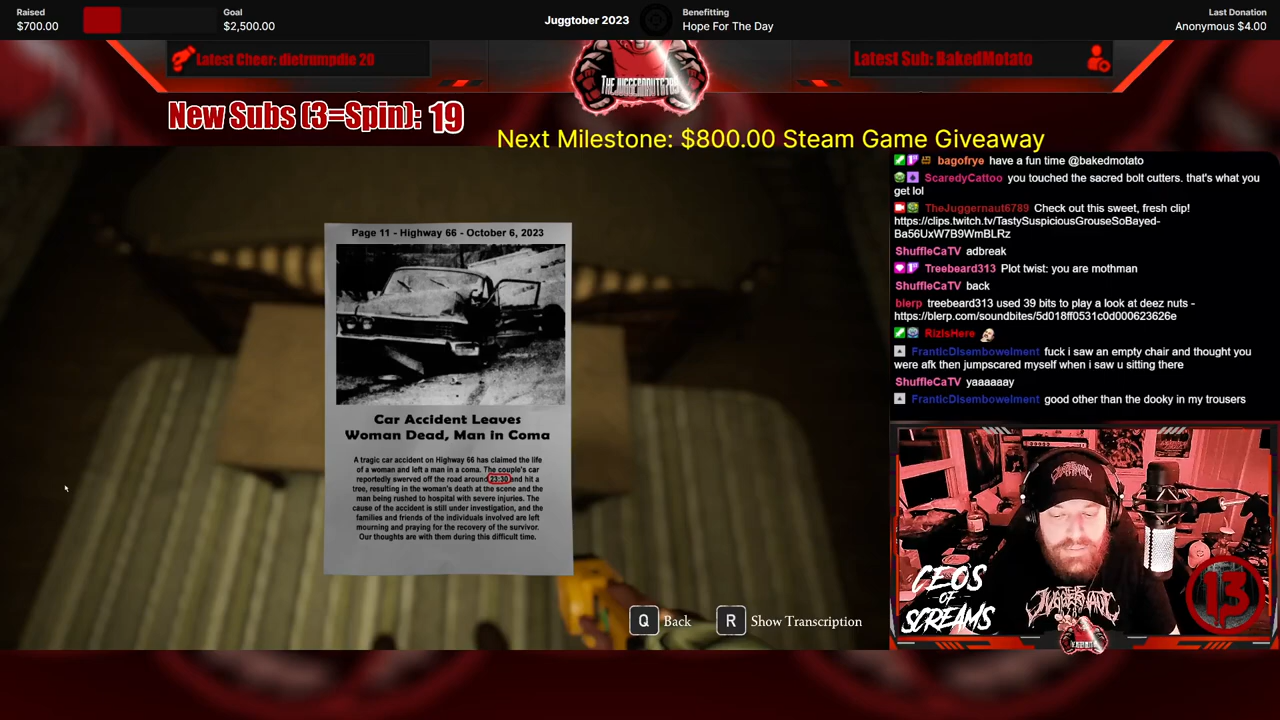 Raised
$700.00
Goal
$2,500.00
Juggtober 2023
Benefitting
Hope For The Day
Last Donation
Anonymous $4.00
Latest Cheer: dietrumpdio 20
THEJUGGERNAUT6789
Latest Sub: BakedMotato
New Subs (3=Spin): 19
Next Milestone: $800.00 Steam Game Giveaway
bagofrye have a fun time @bakedmotato
ScaredyCattoo you touched the sacred bolt cutters. that's what you
get lol
TheJuggernaut6789 Check out this sweet, fresh clip!
https://clips.twitch.tv/TastySuspiciousGrouseSoBayed-
Ba56UxW7B9WmBLRz
ShuffleCaTV adbreak
Treebeard313 Plot twist: you are mothman
ShuffleCaTV back
blerp treebeard313 used 39 bits to play a look at deez nuts -
https://blerp.com/soundbites/5d018ff0531c0d000623626e
RizIsHere
FranticDIsembowelment fuck i saw an empty chair and thought you
were afk then jumpscared myself when i saw u sitting there
ShuffleCaTV yaaaaaay
FranticDIsembowelment good other than the dooky in my trousers
Page 11 - Highway 66 - October 6, 2023
Car Accident Leaves
Woman Dead, Man in Coma
A tragic car accident on Highway 66 has claimed the life
of a woman and left a man in a coma. The couple's car
reportedly swerved off the road around 23:30 and hit a
tree, resulting in the woman's death at the scene and the
man being rushed to hospital with severe injuries. The
cause of the accident is still under investigation, and the
families and friends of the individuals involved are left
mourning and praying for the recovery of the survivor.
Our thoughts are with them during this difficult time.
Q Back
R Show Transcription
CEOS
OF
SCREAMS
THE
JUGGERNAUT
13